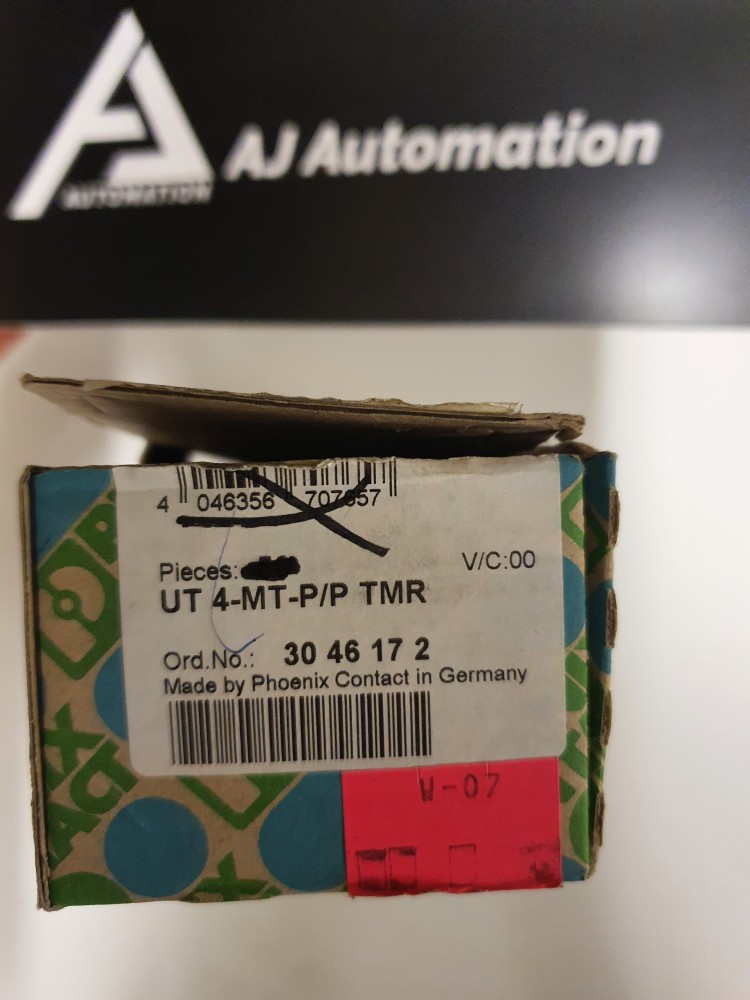 AJ Automation
AUTOMATION
4 046356 707657
Pieces:
V/C:00
UT 4-MT-P/P TMR
Ord.No.: 30 46 17 2
Made by Phoenix Contact in Germany
W-07